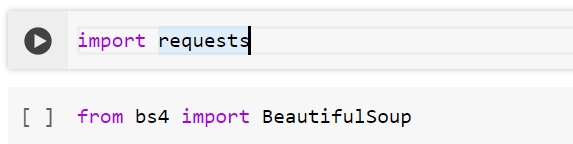 import requests
[ ] from bs4 import BeautifulSoup